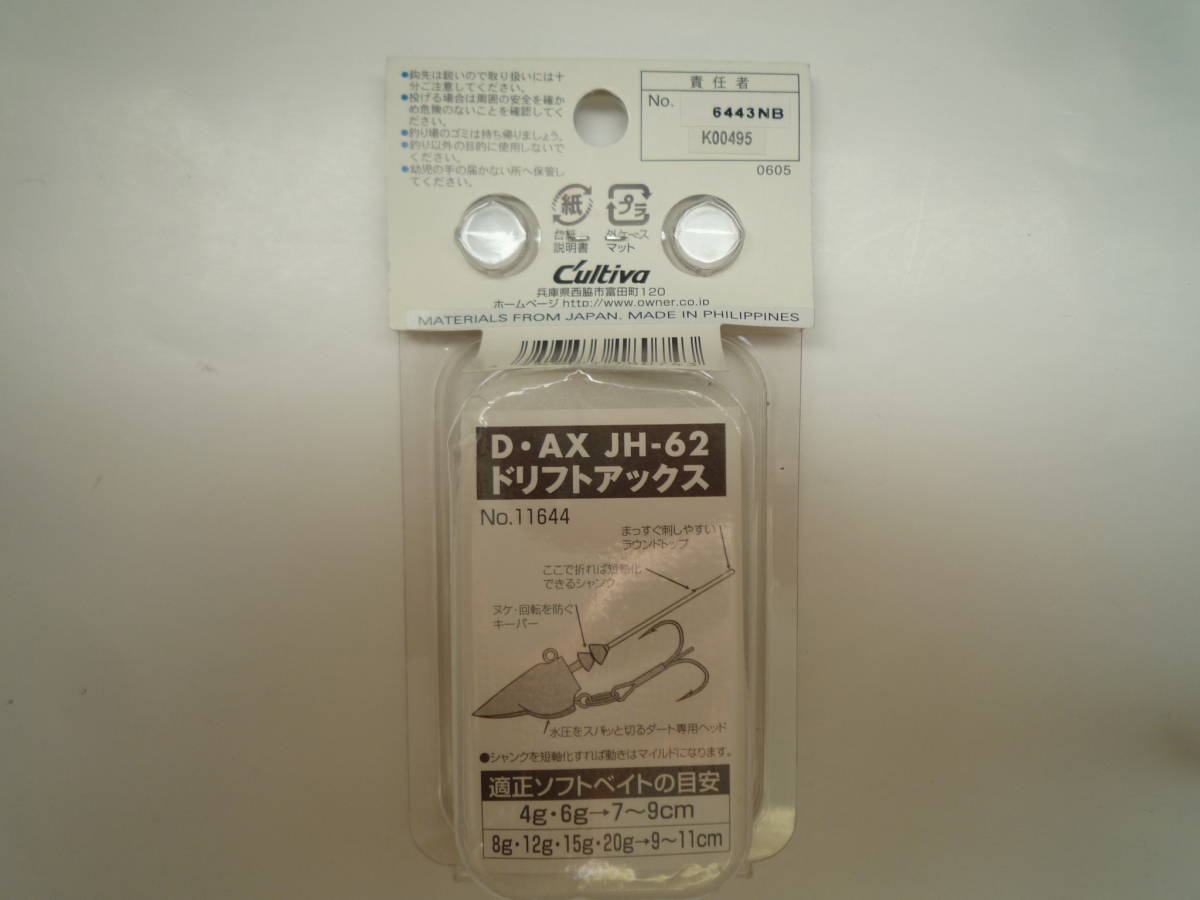 ●鈎先は鋭いので取り扱いには十
分ご注意してください。
●投げる場合は周囲の安全を確か
め危険のないことを確認してく
ださい。
●釣り場のゴミは持ち帰りましょう。
●釣り以外の目的に使用しないで
ください。
●幼児の手の届かない所へ保管し
てください。
責任者
No.
6443NB
K00495
0605
紙
プラ
台紙
説明書
外ケース
マット
C'ultiva
兵庫県西脇市富田町120
ホームページ http://www.owner.co.jp
MATERIALS FROM JAPAN. MADE IN PHILIPPINES
D・AX JH-62
ドリフトアックス
No.11644
まっすぐ刺しやすい
ラウンドトップ
ここで折れば短軸化
できるシャンク
ヌケ・回転を防ぐ
キーパー
水圧をスパッと切るダート専用ヘッド
●シャンクを短軸化すれば動きはマイルドになります。
適正ソフトベイトの目安
4g・6g→7～9cm
8g・12g・15g・20g→9～11cm